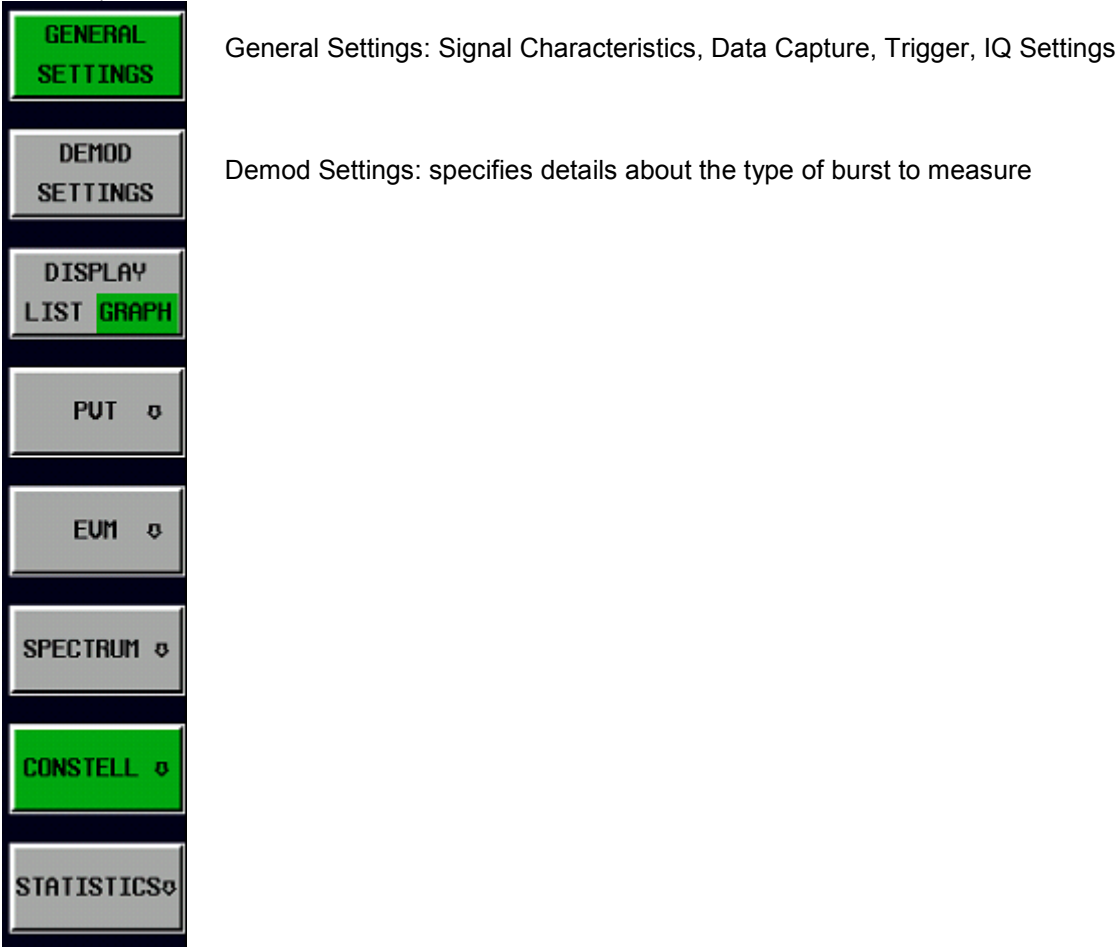 GENERAL
SETTINGS
General Settings: Signal Characteristics, Data Capture, Trigger, IQ Settings
DEMOD
SETTINGS
Demod Settings: specifies details about the type of burst to measure
DISPLAY
LIST GRAPH
PVT
EVM
SPECTRUM
CONSTELL
STATISTICS